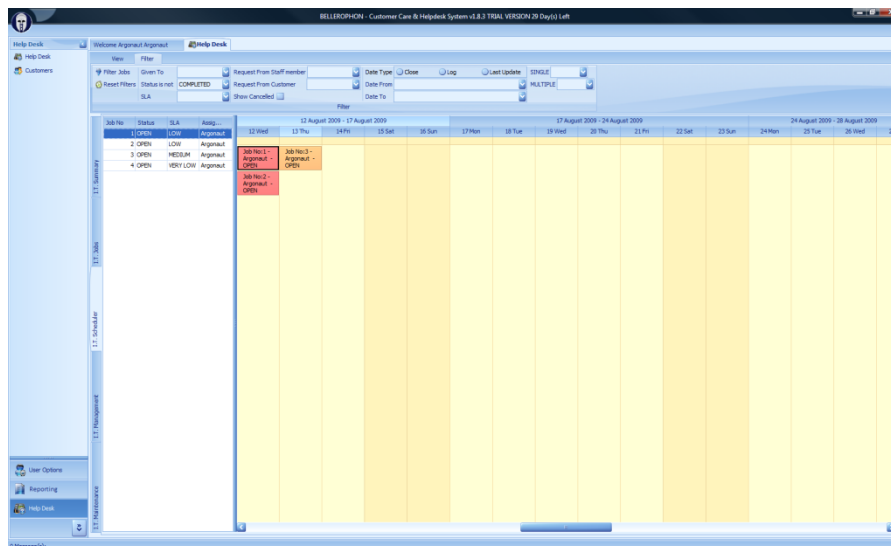 BELLEROPHON - Customer Care & Helpdesk System v1.8.3 TRIAL VERSION 29 Day(s) Left
Help Desk
Help Desk
Customers
Welcome Argonaut Argonaut
Help Desk
View
Filter
Filter Jobs
Given To
Request From Staff member
Date Type
Close
Log
Last Update
SINGLE
Reset Filters
Status is not
COMPLETED
Request From Customer
Date From
MULTIPLE
SLA
Show Cancelled
Date To
Filter
Job No
Status
SLA
Assig...
1 OPEN LOW Argonaut
2 OPEN LOW Argonaut
3 OPEN MEDIUM Argonaut
4 OPEN VERY LOW Argonaut
12 August 2009 - 17 August 2009
17 August 2009 - 24 August 2009
24 August 2009 - 28 August 2009
12 Wed
13 Thu
14 Fri
15 Sat
16 Sun
17 Mon
18 Tue
19 Wed
20 Thu
21 Fri
22 Sat
23 Sun
24 Mon
25 Tue
26 Wed
Job No:1 -
Argonaut -
OPEN
Job No:3 -
Argonaut -
OPEN
Job No:2 -
Argonaut -
OPEN
I.T. Summary
I.T. Jobs
I.T. Scheduler
I.T. Management
I.T. Maintenance
User Options
Reporting
Help Desk